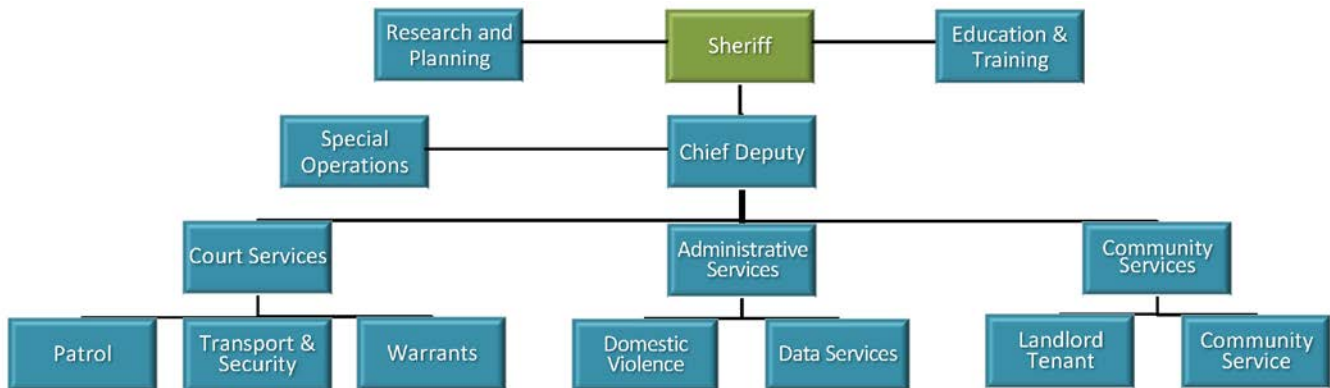 Research and
Planning
Sheriff
Education &
Training
Special
Operations
Chief Deputy
Court Services
Administrative
Services
Community
Services
Patrol
Transport &
Security
Warrants
Domestic
Violence
Data Services
Landlord
Tenant
Community
Service